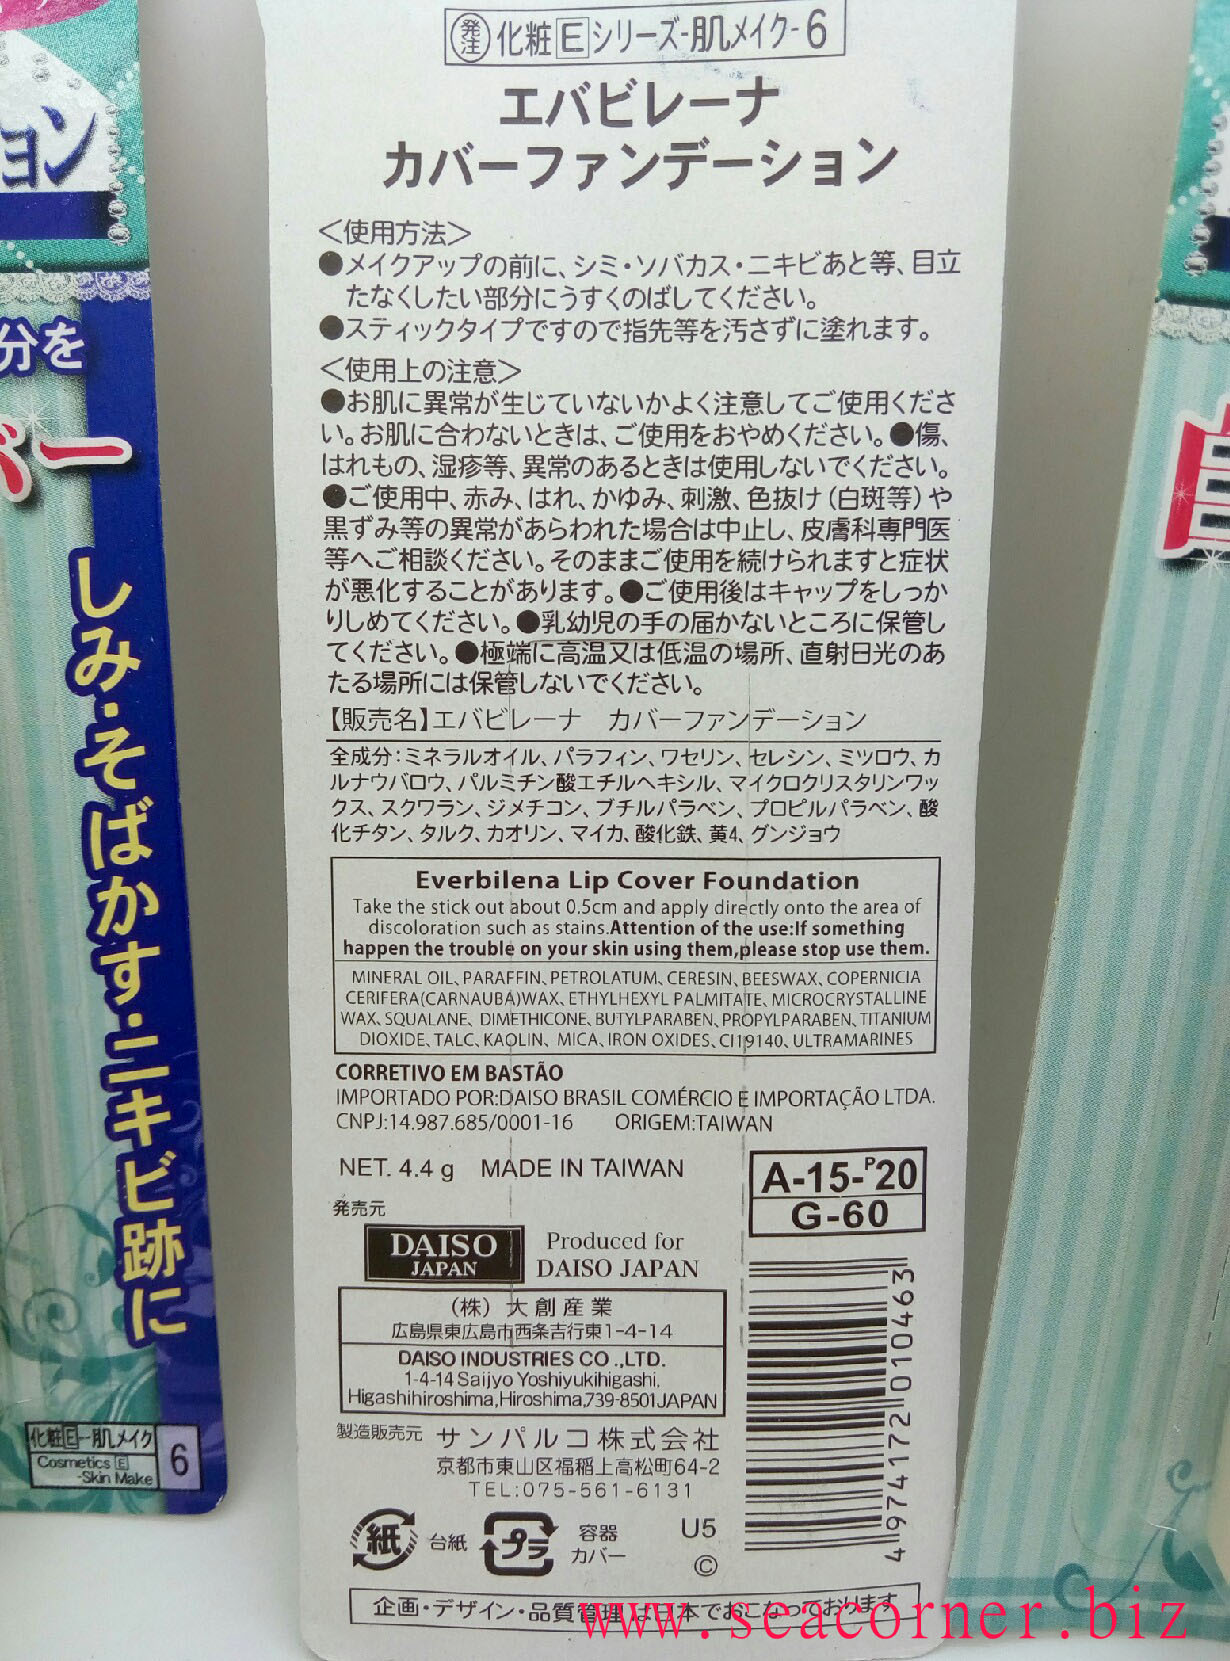 発注 化粧Eシリーズ-肌メイク-6
エバビレーナ
カバーファンデーション
＜使用方法＞
●メイクアップの前に、シミ・ソバカス・ニキビあと等、目立
たなくしたい部分にうすくのばしてください。
●スティックタイプですので指先等を汚さずに塗れます。
＜使用上の注意＞
●お肌に異常が生じていないかよく注意してご使用くださ
い。お肌に合わないときは、ご使用をおやめください。●傷、
はれもの、湿疹等、異常のあるときは使用しないでください。
●ご使用中、赤み、はれ、かゆみ、刺激、色抜け（白斑等）や
黒ずみ等の異常があらわれた場合は中止し、皮膚科専門医
等へご相談ください。そのままご使用を続けられますと症状
が悪化することがあります。●ご使用後はキャップをしっか
りしめてください。●乳幼児の手の届かないところに保管し
てください。●極端に高温又は低温の場所、直射日光のあ
たる場所には保管しないでください。
【販売名】エバビレーナ　カバーファンデーション
全成分：ミネラルオイル、パラフィン、ワセリン、セレシン、ミツロウ、カ
ルナウバロウ、パルミチン酸エチルヘキシル、マイクロクリスタリンワッ
クス、スクワラン、ジメチコン、ブチルパラベン、プロピルパラベン、酸
化チタン、タルク、カオリン、マイカ、酸化鉄、黄4、グンジョウ
Everbilena Lip Cover Foundation
Take the stick out about 0.5cm and apply directly onto the area of
discoloration such as stains.Attention of the use:If something
happen the trouble on your skin using them,please stop use them.
MINERAL OIL、PARAFFIN、PETROLATUM、CERESIN、BEESWAX、COPERNICIA
CERIFERA(CARNAUBA)WAX、ETHYLHEXYL PALMITATE、MICROCRYSTALLINE
WAX、SQUALANE、DIMETHICONE、BUTYLPARABEN、PROPYLPARABEN、TITANIUM
DIOXIDE、TALC、KAOLIN、MICA、IRON OXIDES、CI19140、ULTRAMARINES
CORRETIVO EM BASTÃO
IMPORTADO POR:DAISO BRASIL COMÉRCIO E IMPORTAÇÃO LTDA.
CNPJ:14.987.685/0001-16 ORIGEM:TAIWAN
NET. 4.4 g MADE IN TAIWAN
A-15-P20
G-60
発売元
DAISO
JAPAN
Produced for
DAISO JAPAN
（株）大創産業
広島県東広島市西条吉行東1-4-14
DAISO INDUSTRIES CO .,LTD.
1-4-14 Saijyo Yoshiyukihigashi,
Higashihiroshima,Hiroshima,739-8501 JAPAN
製造販売元 サンパルコ株式会社
京都市東山区福稲上高松町64-2
TEL:075-561-6131
4 974172 010463
紙 台紙 プラ 容器
カバー
U5
©
企画・デザイン・品質管理は日本でおこなっております
www.seacorner.biz
ョン
分を
バー
しみ・そばかす・ニキビ跡に
化粧E-肌メイク
Cosmetics E
-Skin Make
6